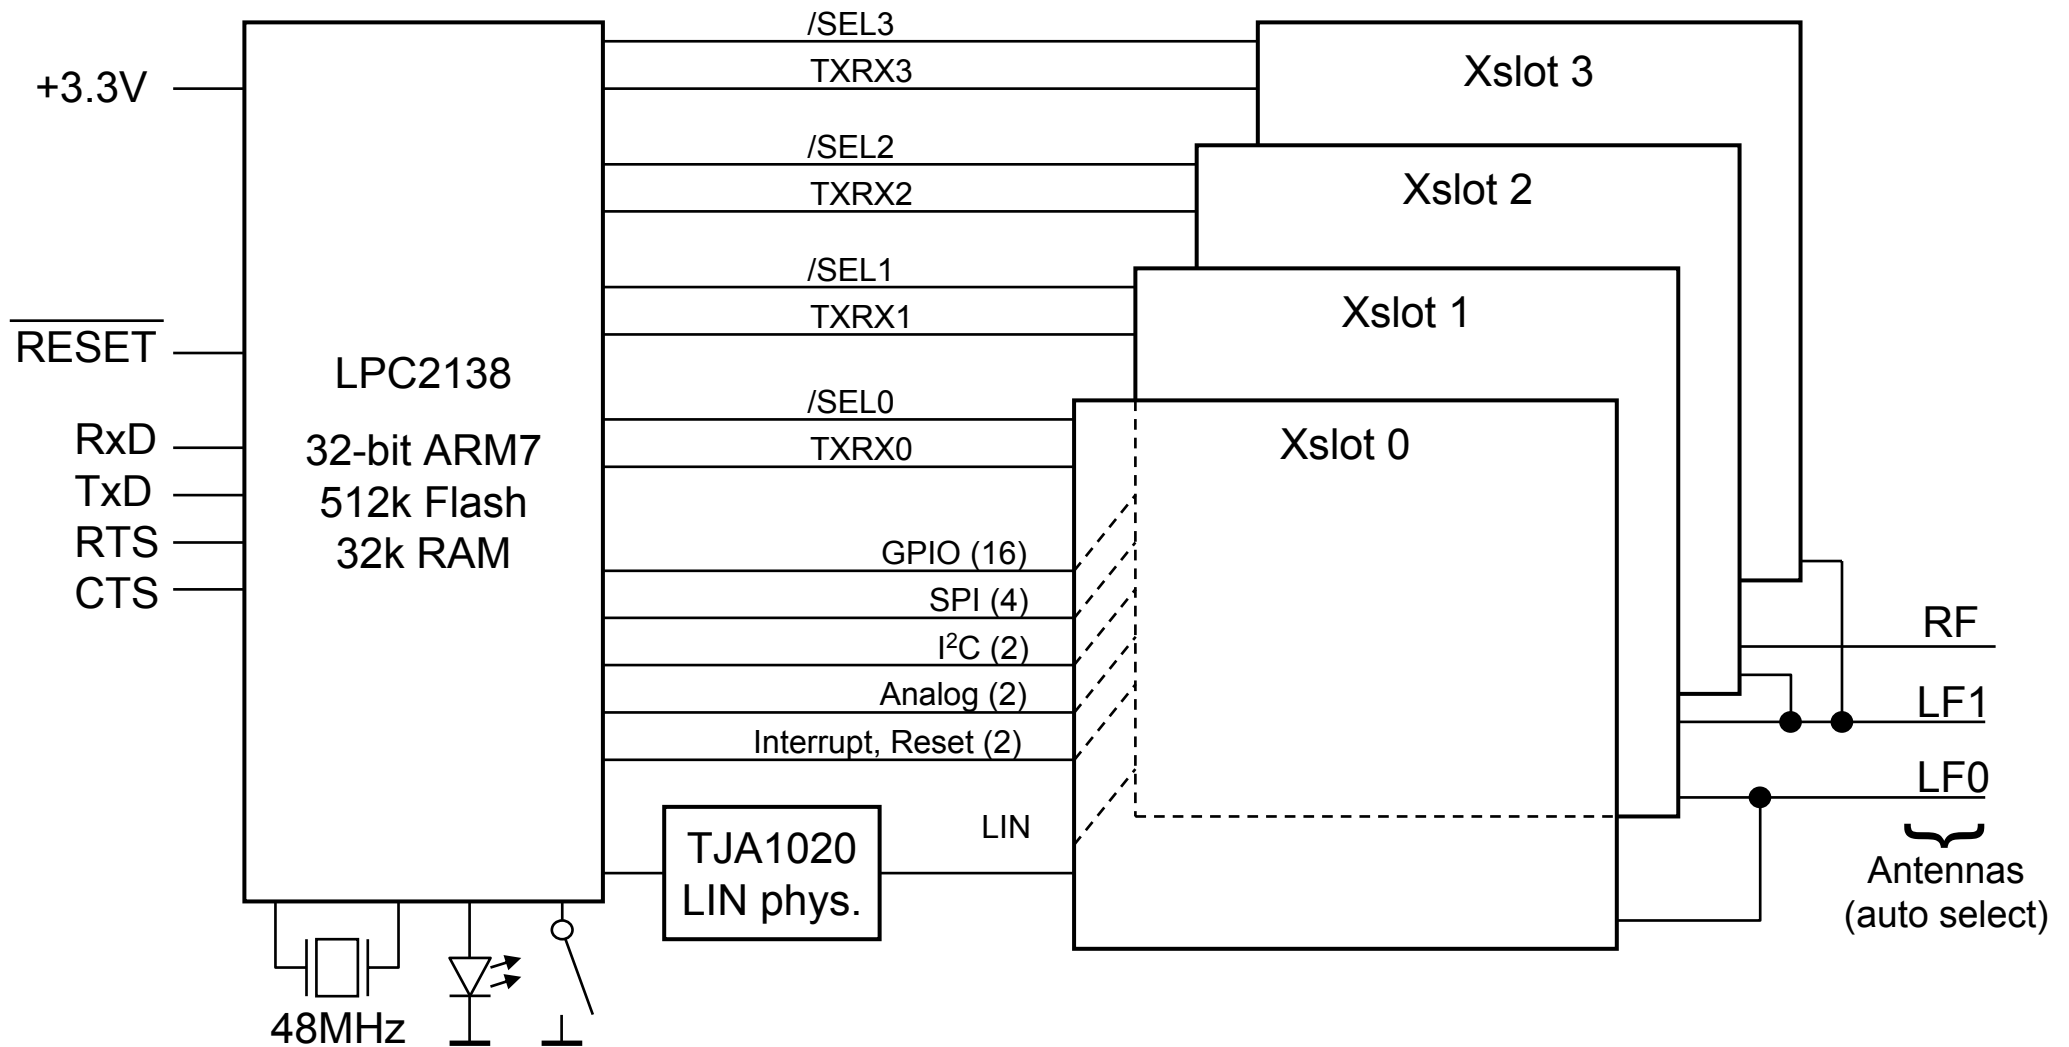 +3.3V
RESET
RxD
TxD
RTS
CTS
LPC2138
32-bit ARM7
512k Flash
32k RAM
48MHz
/SEL3
TXRX3
/SEL2
TXRX2
/SEL1
TXRX1
/SEL0
TXRX0
GPIO (16)
SPI (4)
I²C (2)
Analog (2)
Interrupt, Reset (2)
LIN
TJA1020
LIN phys.
Xslot 3
Xslot 2
Xslot 1
Xslot 0
RF
LF1
LF0
Antennas
(auto select)